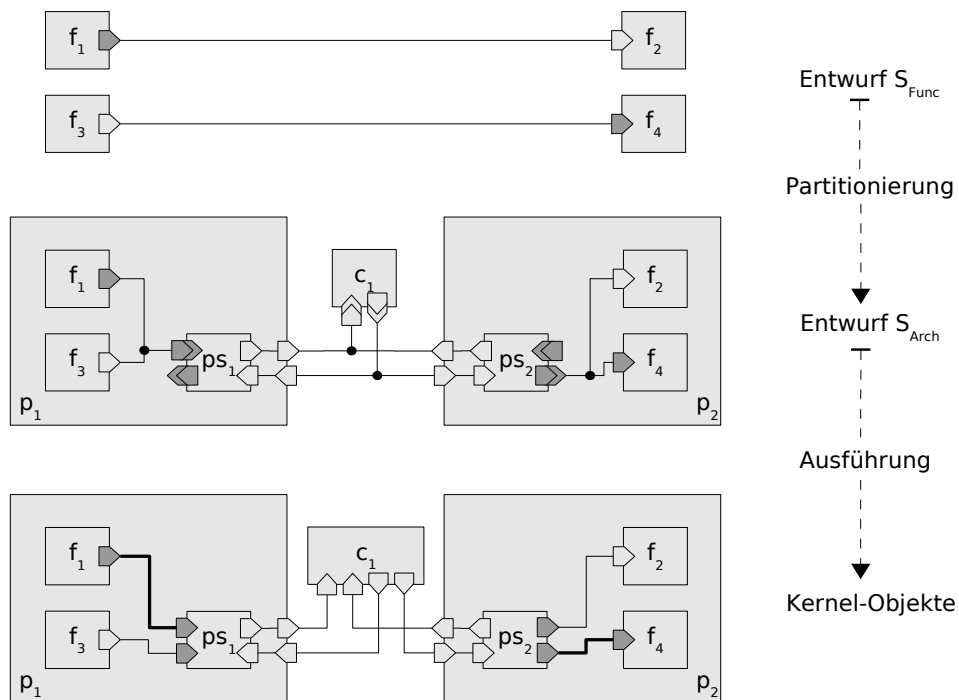 f1 f2
Entwurf SFunc
f3 f4
Partitionierung
f1 c1 f2
Entwurf SArch
f3 ps1 ps2 f4
p1 p2
Ausführung
f1 c1 f2
Kernel-Objekte
f3 ps1 ps2 f4
p1 p2